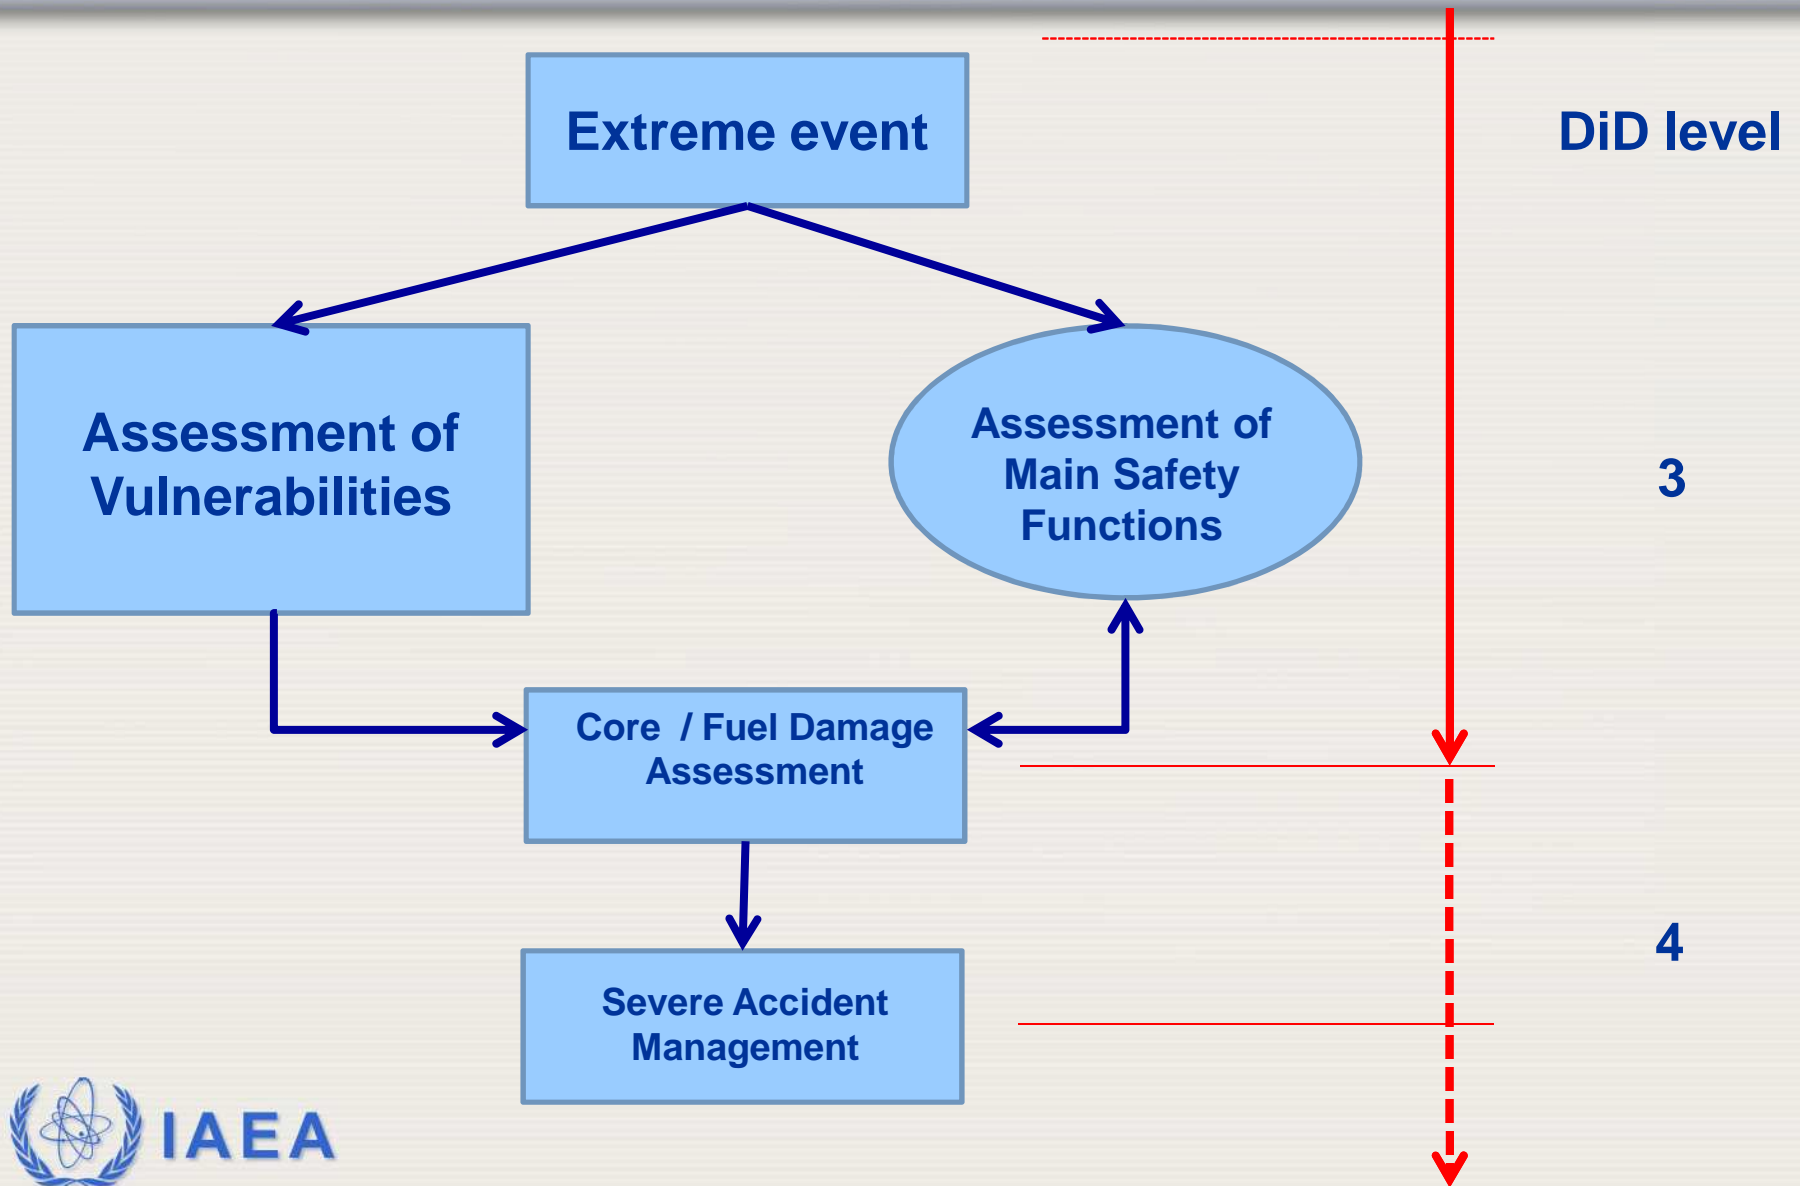 Extreme event
DiD level
Assessment of
Vulnerabilities
Assessment of
Main Safety
Functions
3
Core / Fuel Damage
Assessment
4
Severe Accident
Management
IAEA